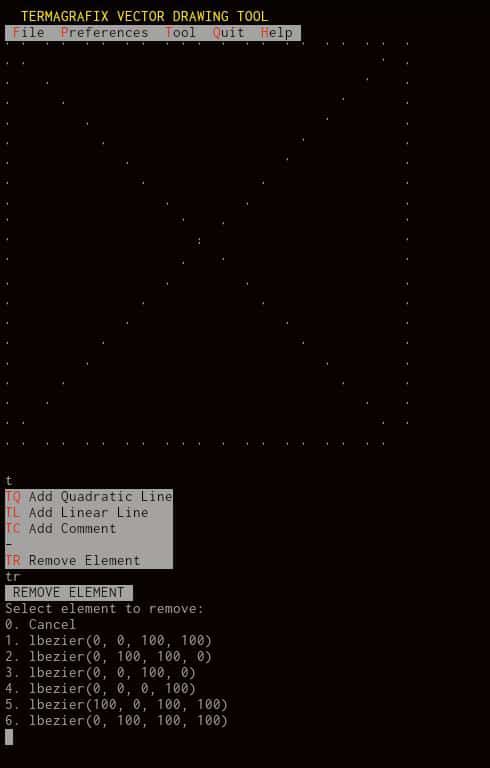 TERMAGRAFIX VECTOR DRAWING TOOL
File Preferences Tool Quit Help
t
TQ Add Quadratic Line
TL Add Linear Line
TC Add Comment
-
TR Remove Element
tr
REMOVE ELEMENT
Select element to remove:
0. Cancel
1. lbezier(0, 0, 100, 100)
2. lbezier(0, 100, 100, 0)
3. lbezier(0, 0, 100, 0)
4. lbezier(0, 0, 0, 100)
5. lbezier(100, 0, 100, 100)
6. lbezier(0, 100, 100, 100)